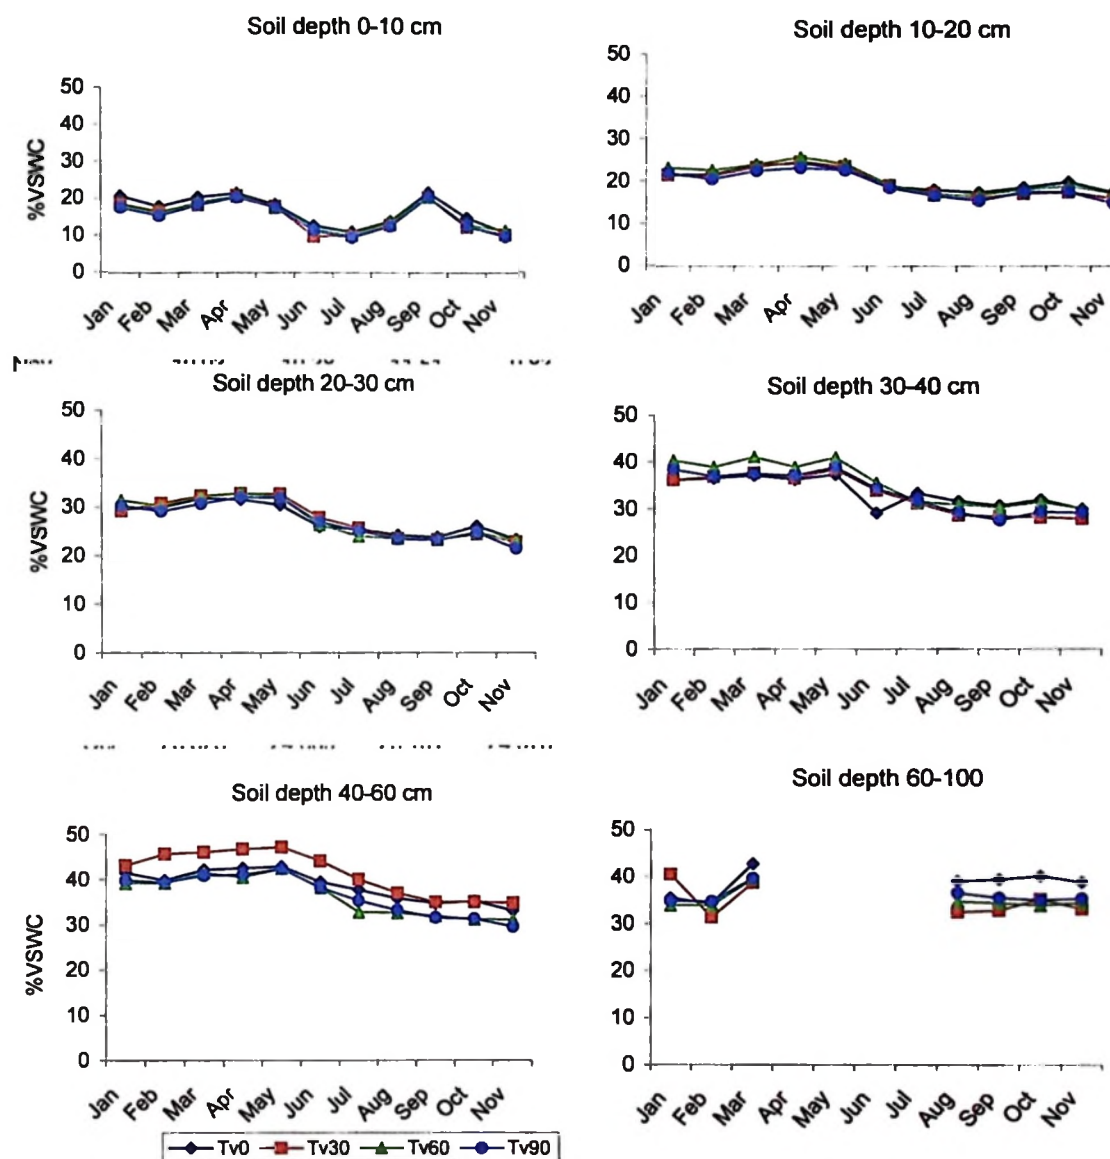 Soil depth 0-10 cm
%VSWC
50
40
30
20
10
0
Jan Feb Mar Apr May Jun Jul Aug Sep Oct Nov
Soil depth 10-20 cm
50
40
30
20
10
0
Jan Feb Mar Apr May Jun Jul Aug Sep Oct Nov
Soil depth 20-30 cm
%VSWC
50
40
30
20
10
0
Jan Feb Mar Apr May Jun Jul Aug Sep Oct Nov
Soil depth 30-40 cm
50
40
30
20
10
0
Jan Feb Mar Apr May Jun Jul Aug Sep Oct Nov
Soil depth 40-60 cm
%VSWC
50
40
30
20
10
0
Jan Feb Mar Apr May Jun Jul Aug Sep Oct Nov
Soil depth 60-100
50
40
30
20
10
0
Jan Feb Mar Apr May Jun Jul Aug Sep Oct Nov
Tv0 Tv30 Tv60 Tv90